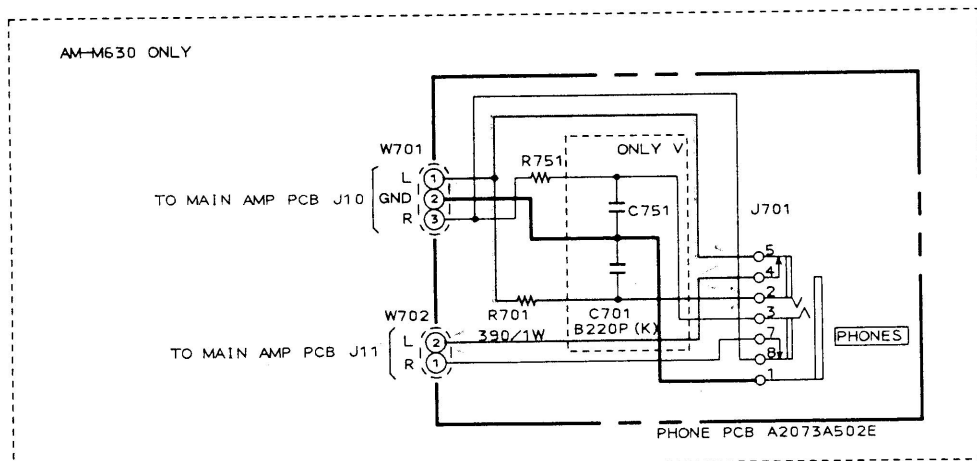 AM-M630 ONLY
W701
L 1
TO MAIN AMP PCB J10
GND 2
R 3
R751
ONLY V
C751
J701
5
4
2
3
7
8
1
R701
390/1W
C701
B220P (K)
W702
L 2
TO MAIN AMP PCB J11
R 1
PHONES
PHONE PCB A2073A502E